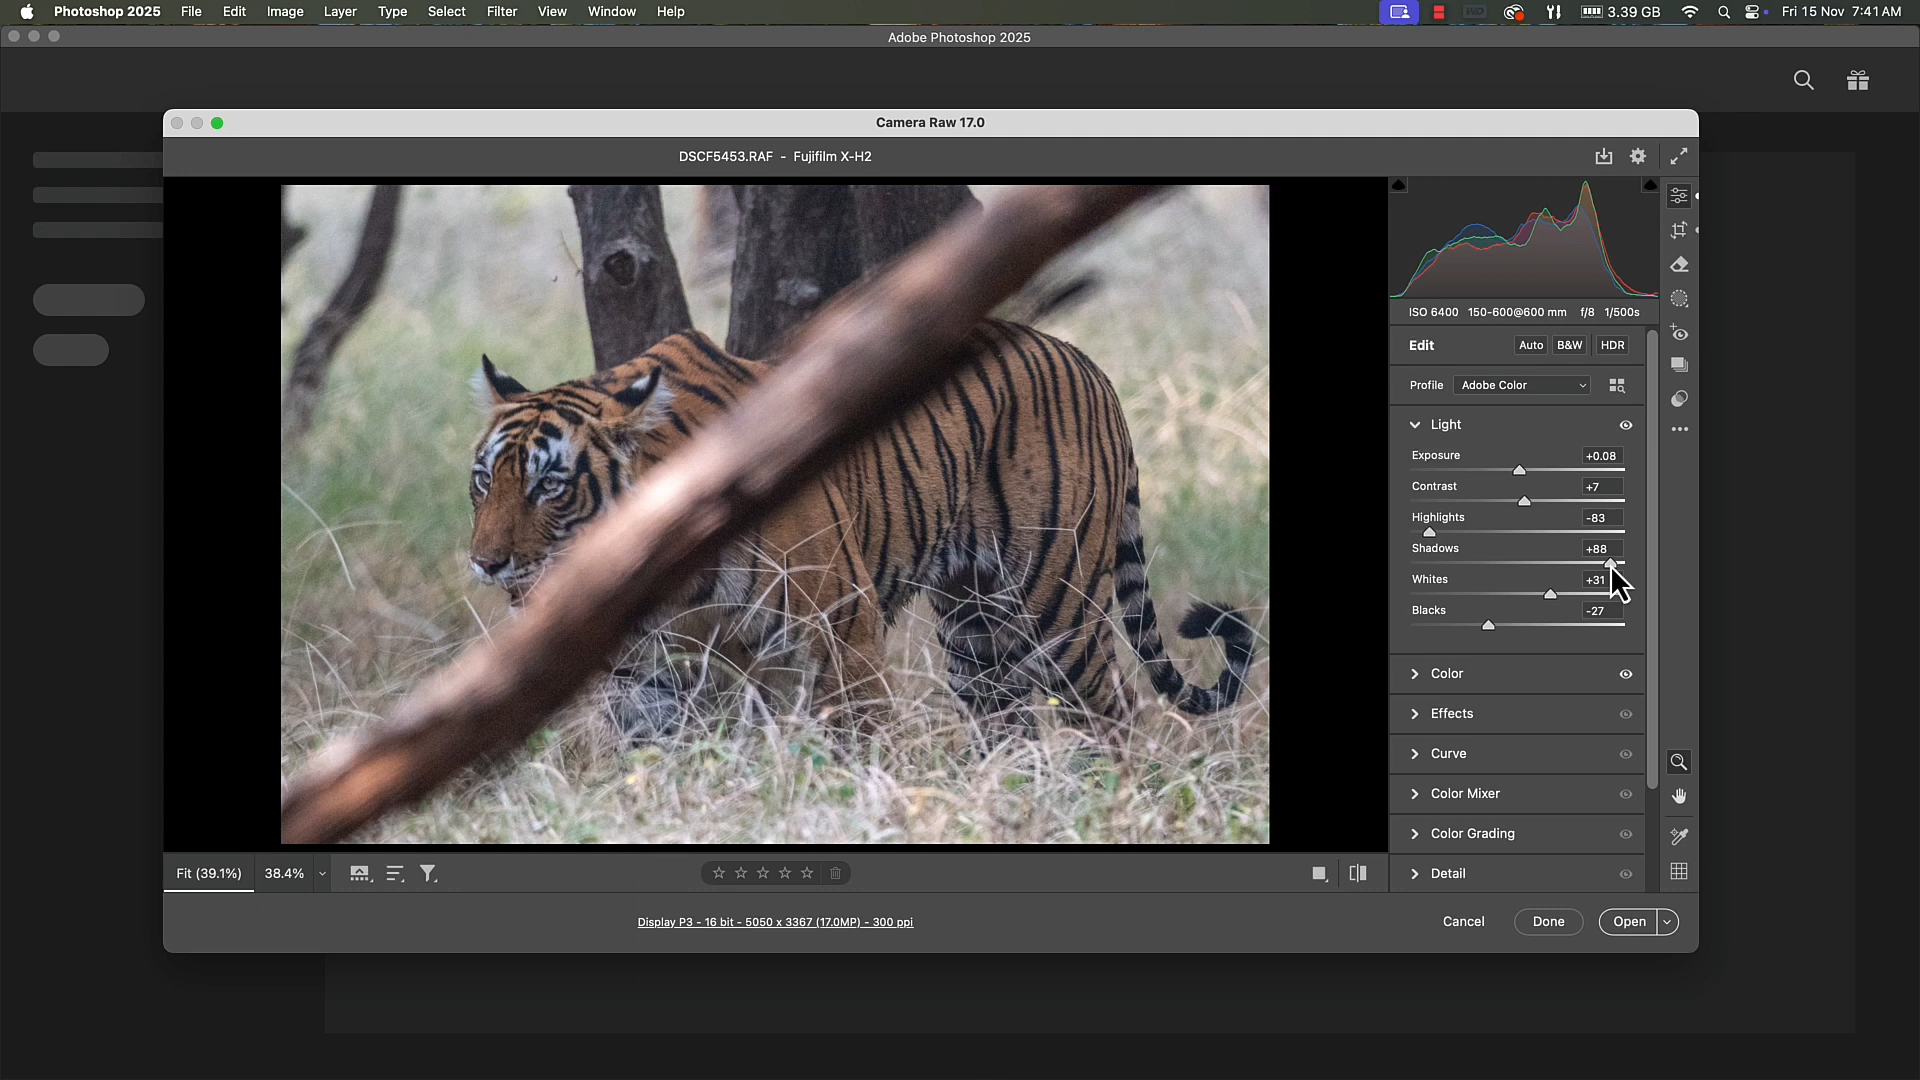 Photoshop 2025 File Edit Image Layer Type Select Filter View Window Help 3.39 GB Fri 15 Nov 7:41 AM
Adobe Photoshop 2025
Camera Raw 17.0
DSCF5453.RAF - Fujifilm X-H2
ISO 6400 150-600@600 mm f/8 1/500s
Edit Auto B&W HDR
Profile Adobe Color
Light
Exposure +0.08
Contrast +7
Highlights -83
Shadows +88
Whites +31
Blacks -27
Color
Effects
Curve
Color Mixer
Color Grading
Detail
Fit (39.1%) 38.4%
Display P3 - 16 bit - 5050 x 3367 (17.0MP) - 300 ppi
Cancel Done Open